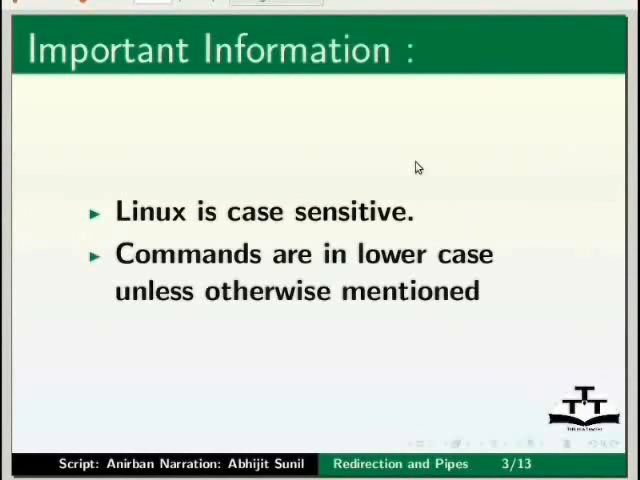 Important Information :
Linux is case sensitive.
Commands are in lower case
unless otherwise mentioned
TTT
Script: Anirban Narration: Abhijit Sunil Redirection and Pipes 3/13